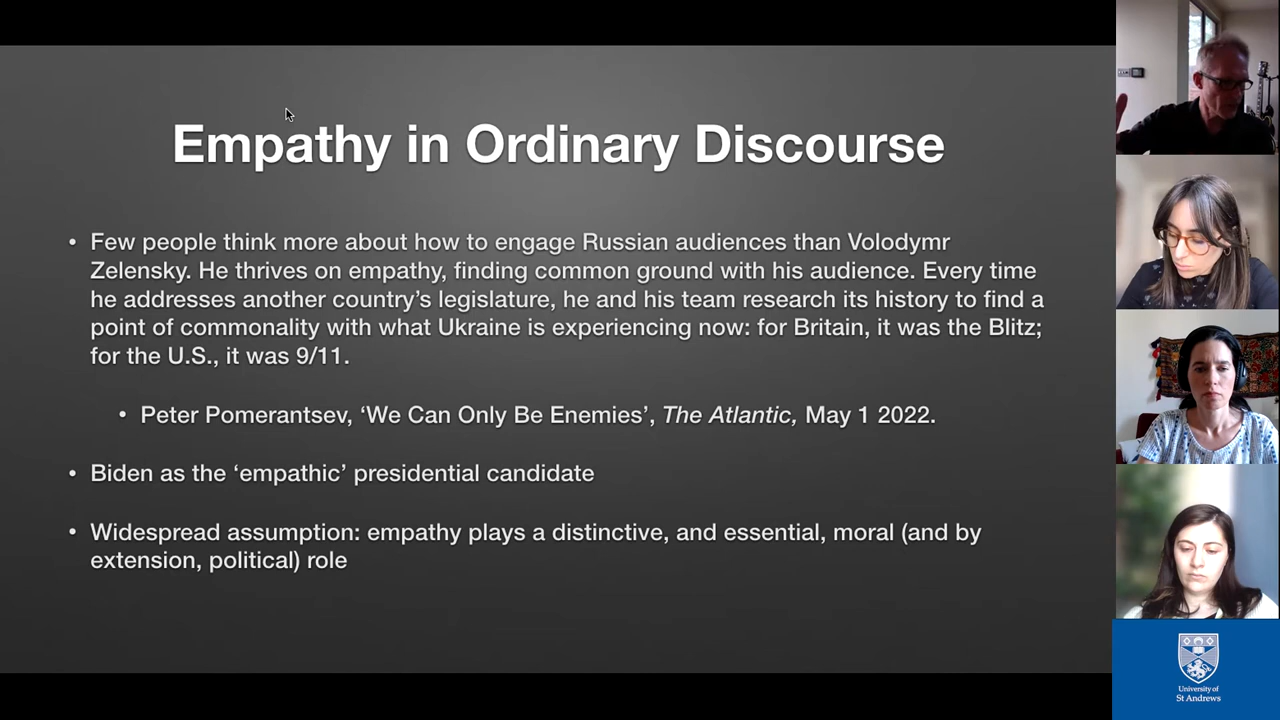 Empathy in Ordinary Discourse
• Few people think more about how to engage Russian audiences than Volodymr
Zelensky. He thrives on empathy, finding common ground with his audience. Every time
he addresses another country’s legislature, he and his team research its history to find a
point of commonality with what Ukraine is experiencing now: for Britain, it was the Blitz;
for the U.S., it was 9/11.
• Peter Pomerantsev, ‘We Can Only Be Enemies’, The Atlantic, May 1 2022.
• Biden as the ‘empathic’ presidential candidate
• Widespread assumption: empathy plays a distinctive, and essential, moral (and by
extension, political) role
University of
St Andrews